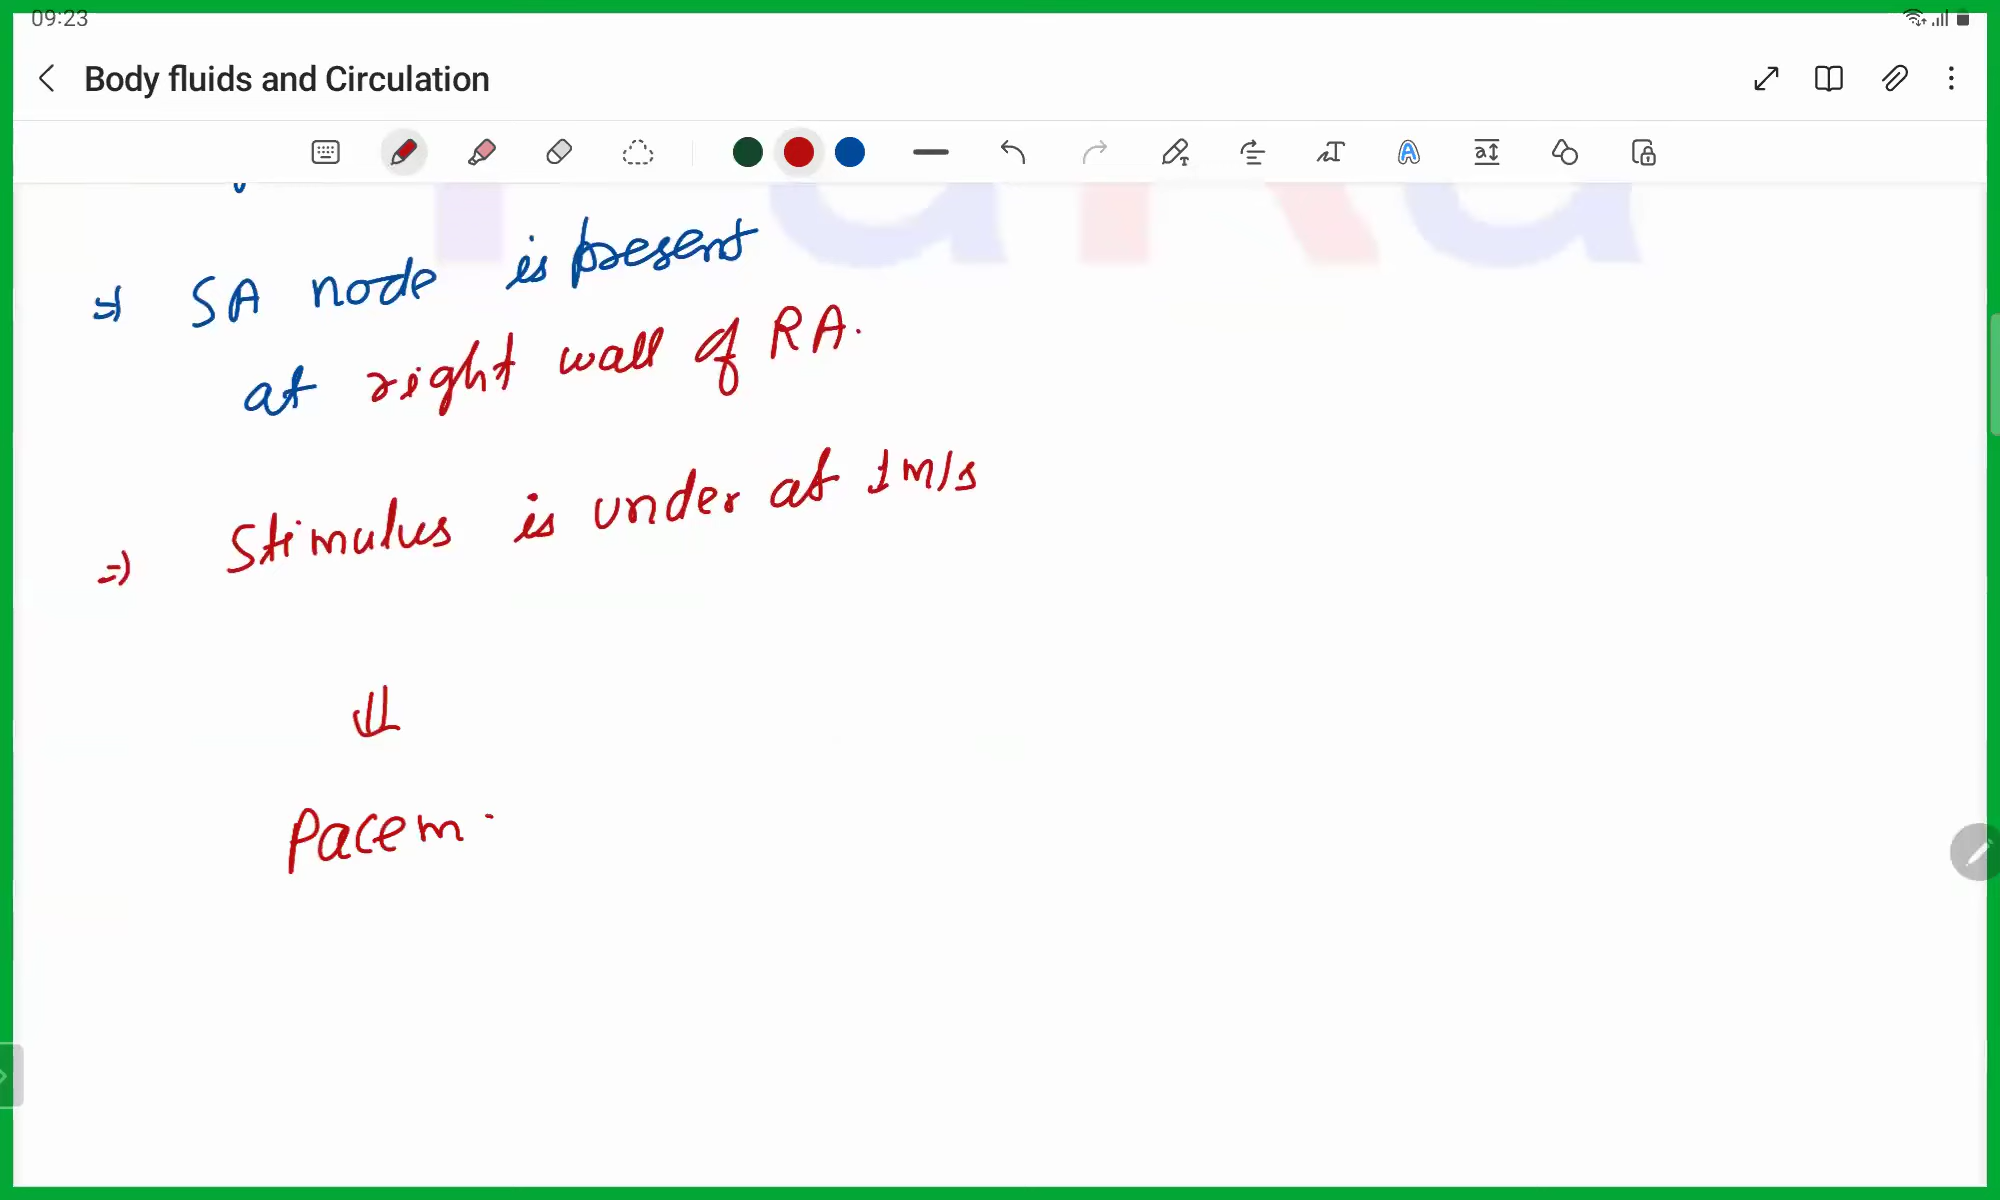 09:23
Body fluids and Circulation
=> SA node is present
at right wall of RA.
=> Stimulus is under at 1m/s
Pacem